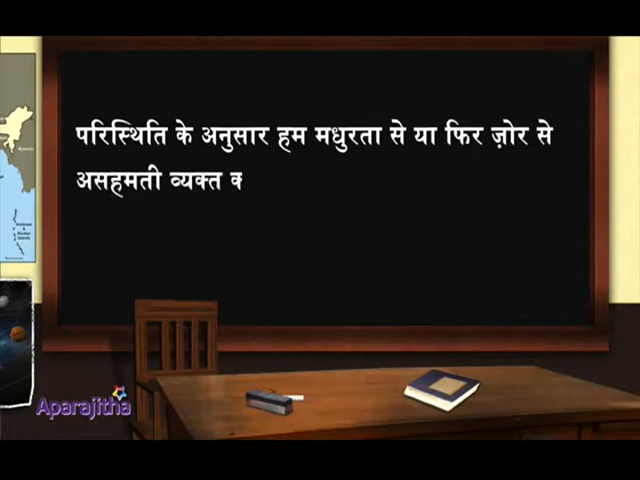 परिस्थिति के अनुसार हम मधुरता से या फिर ज़ोर से
असहमती व्यक्त क
Aparajitha